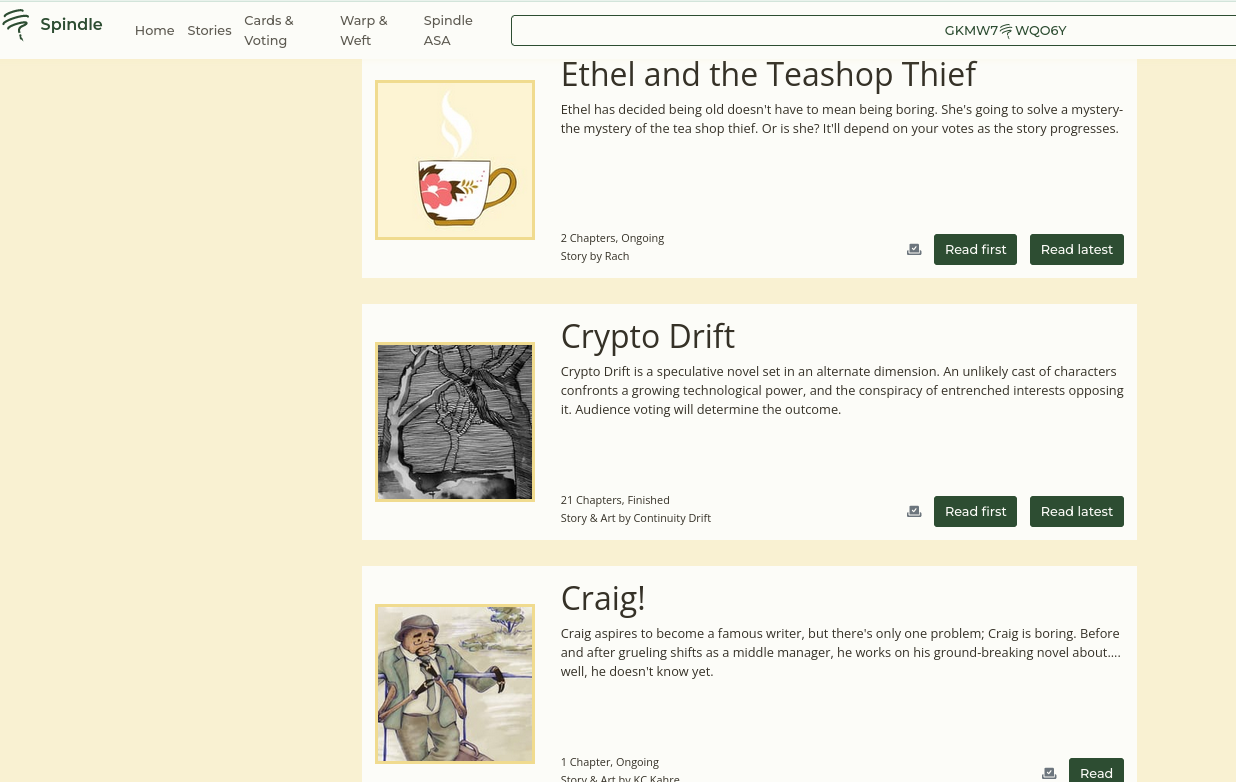 Spindle
Home
Stories
Cards &
Voting
Warp &
Weft
Spindle
ASA
GKMW7 WQO6Y
Ethel and the Teashop Thief
Ethel has decided being old doesn't have to mean being boring. She's going to solve a mystery-
the mystery of the tea shop thief. Or is she? It'll depend on your votes as the story progresses.
2 Chapters, Ongoing
Story by Rach
Read first
Read latest
Crypto Drift
Crypto Drift is a speculative novel set in an alternate dimension. An unlikely cast of characters
confronts a growing technological power, and the conspiracy of entrenched interests opposing
it. Audience voting will determine the outcome.
21 Chapters, Finished
Story & Art by Continuity Drift
Read first
Read latest
Craig!
Craig aspires to become a famous writer, but there's only one problem; Craig is boring. Before
and after grueling shifts as a middle manager, he works on his ground-breaking novel about....
well, he doesn't know yet.
1 Chapter, Ongoing
Story & Art by KC Kahre
Read